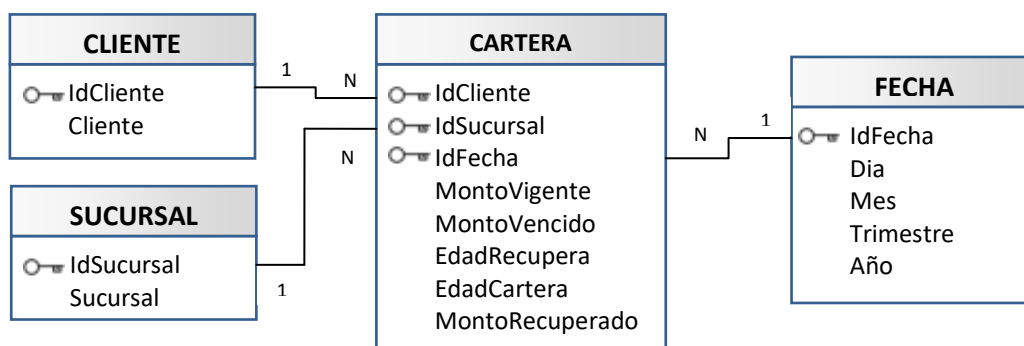 CLIENTE
IdCliente
Cliente
1
N
SUCURSAL
IdSucursal
Sucursal
1
N
CARTERA
IdCliente
IdSucursal
IdFecha
MontoVigente
MontoVencido
EdadRecupera
EdadCartera
MontoRecuperado
N
1
FECHA
IdFecha
Dia
Mes
Trimestre
Año